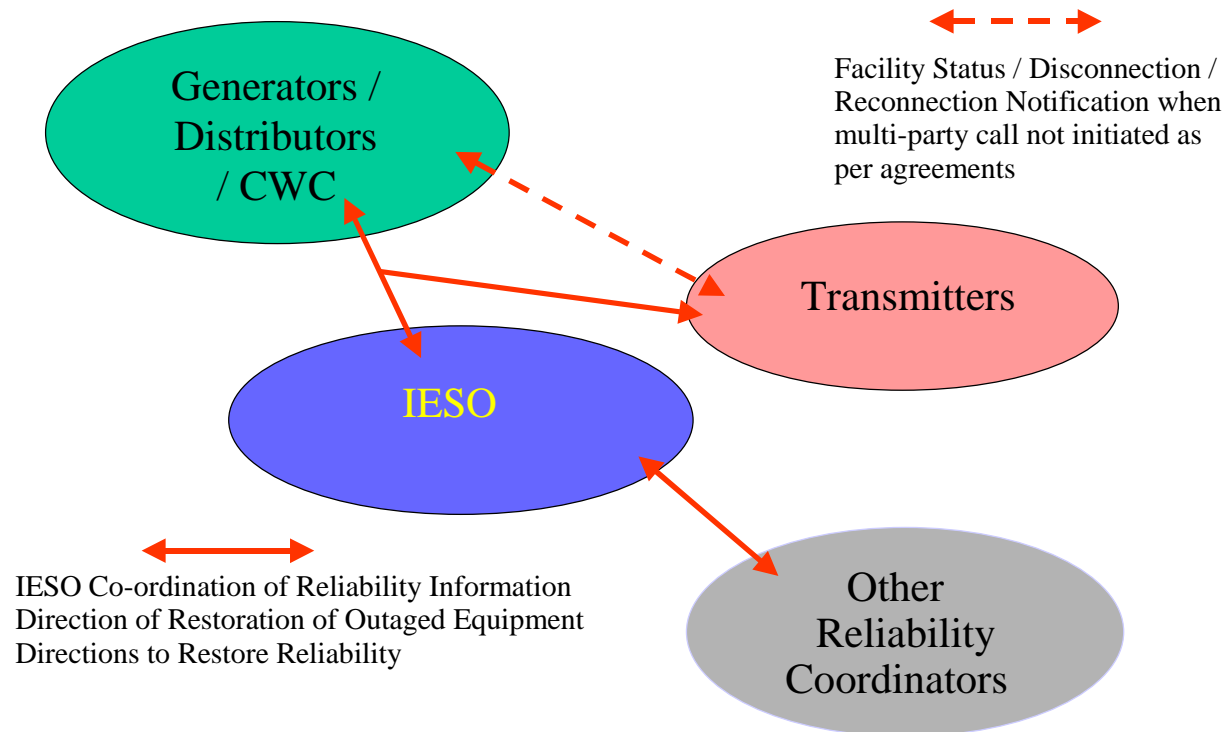 Generators /
Distributors
/ CWC
Facility Status / Disconnection /
Reconnection Notification when
multi-party call not initiated as
per agreements
Transmitters
IESO
IESO Co-ordination of Reliability Information
Direction of Restoration of Outaged Equipment
Directions to Restore Reliability
Other
Reliability
Coordinators